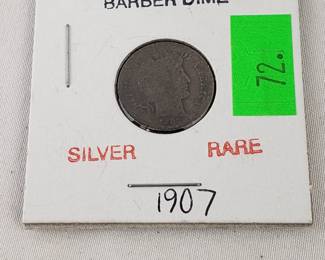 BARBER DIME
72.
SILVER RARE
1907